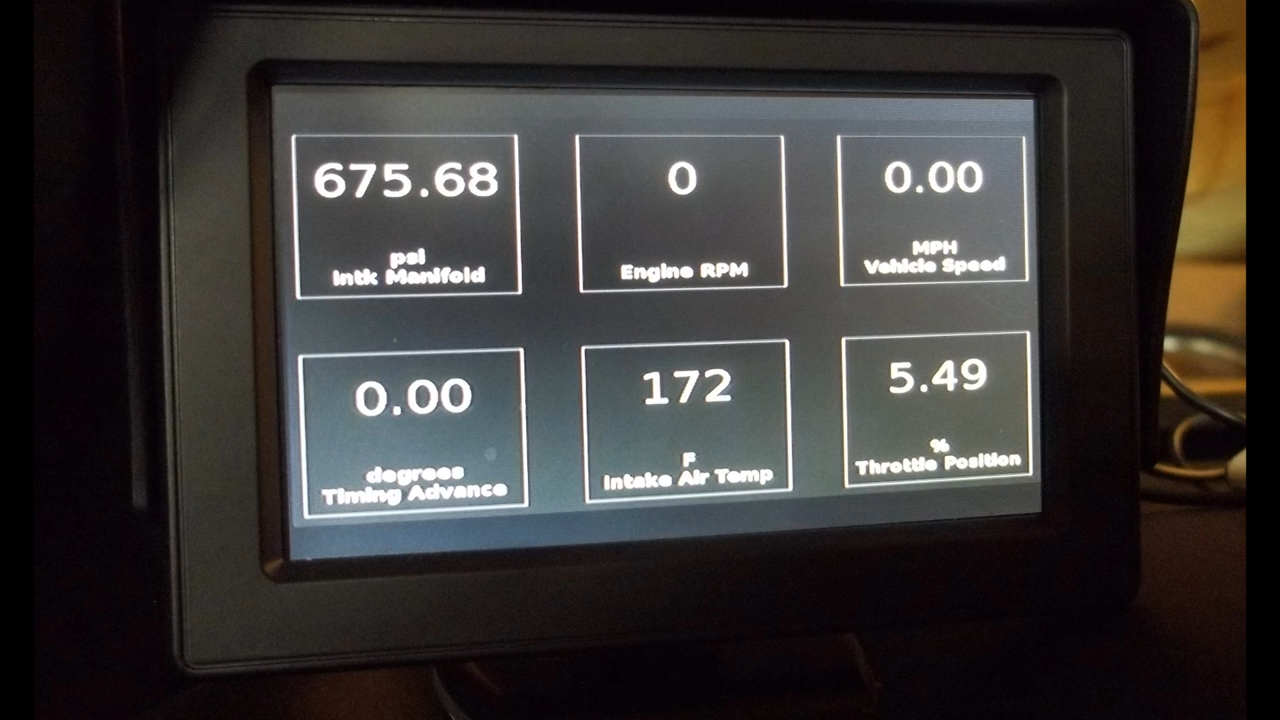 675.68
psi
Intk Manifold
0
Engine RPM
0.00
MPH
Vehicle Speed
0.00
degrees
Timing Advance
172
F
Intake Air Temp
5.49
%
Throttle Position